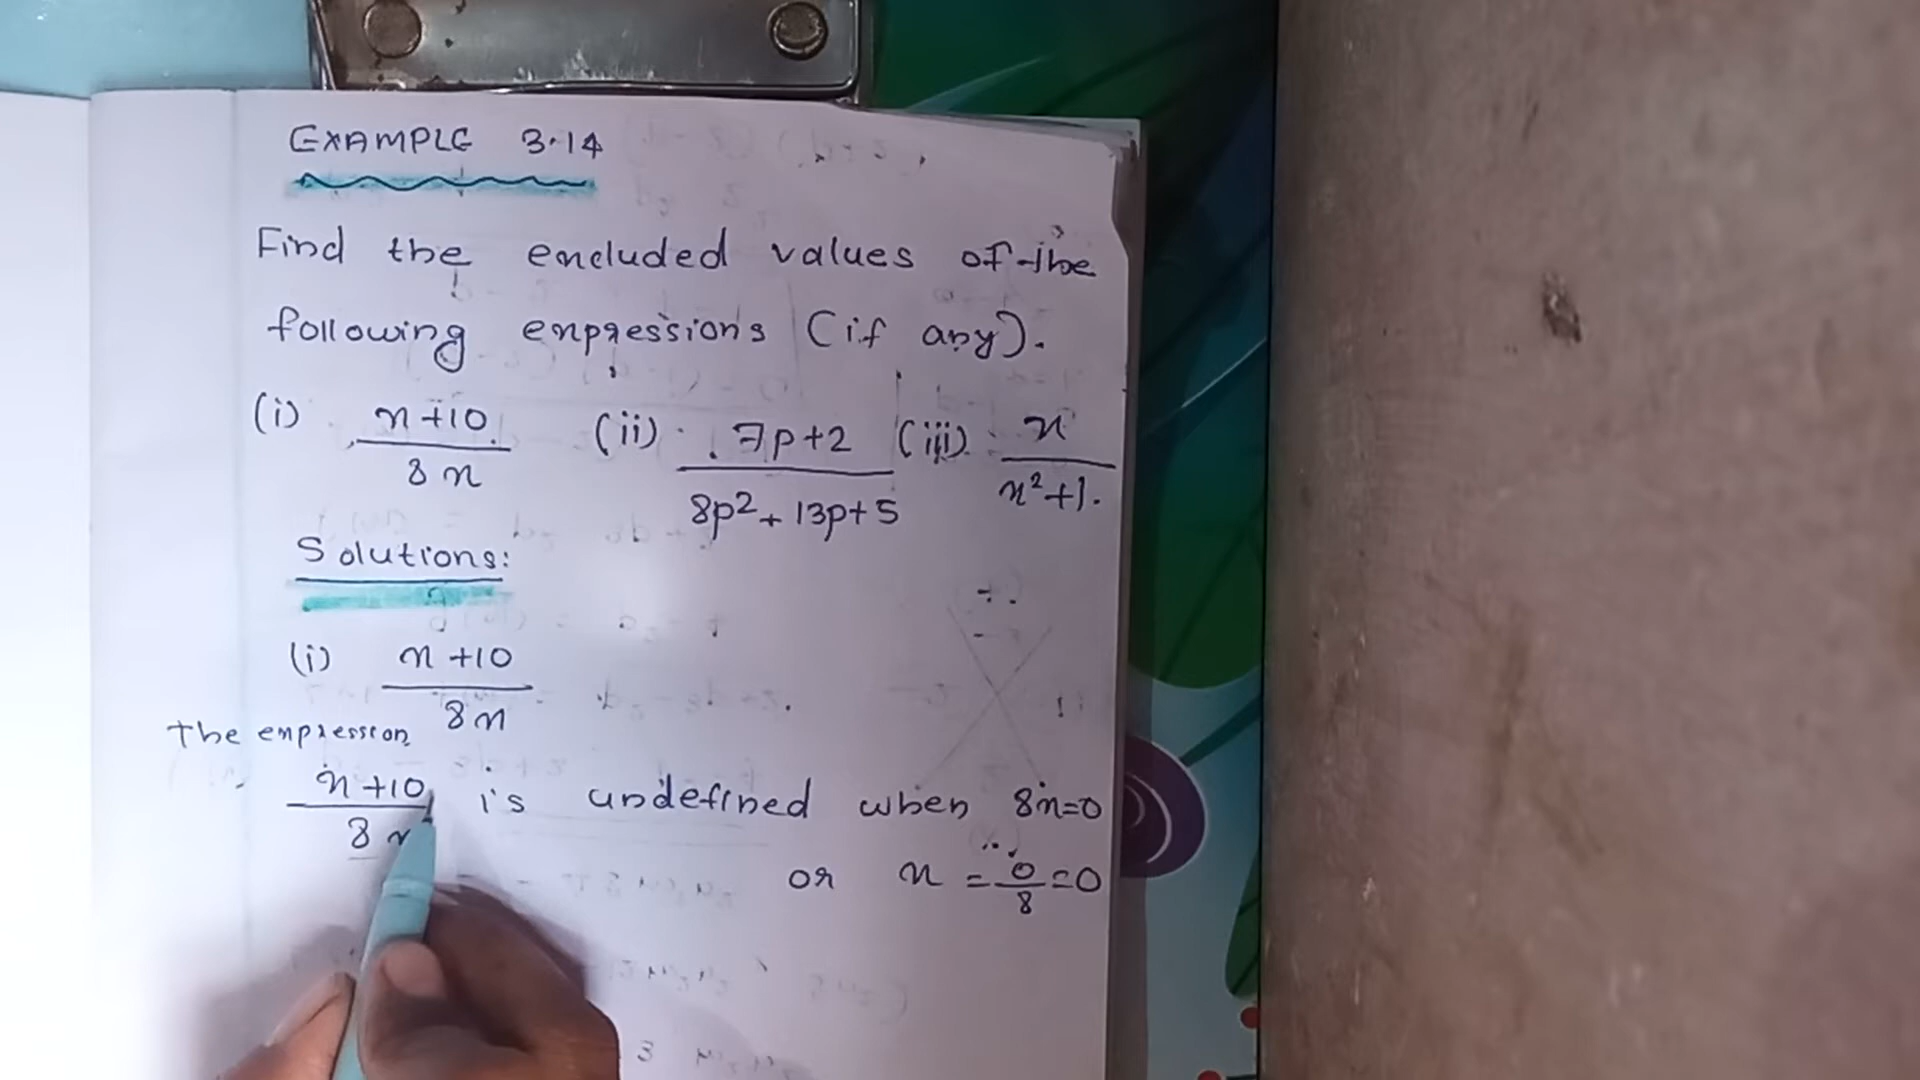 EXAMPLE 3.14
Find the excluded values of the
following expressions (if any).
(i) x+10/8x (ii) 7p+2/8p²+13p+5 (iii) x/x²+1.
Solutions:
(i) x+10/8x
The expression
x+10/8x is undefined when 8x=0
or x = 0/8 = 0